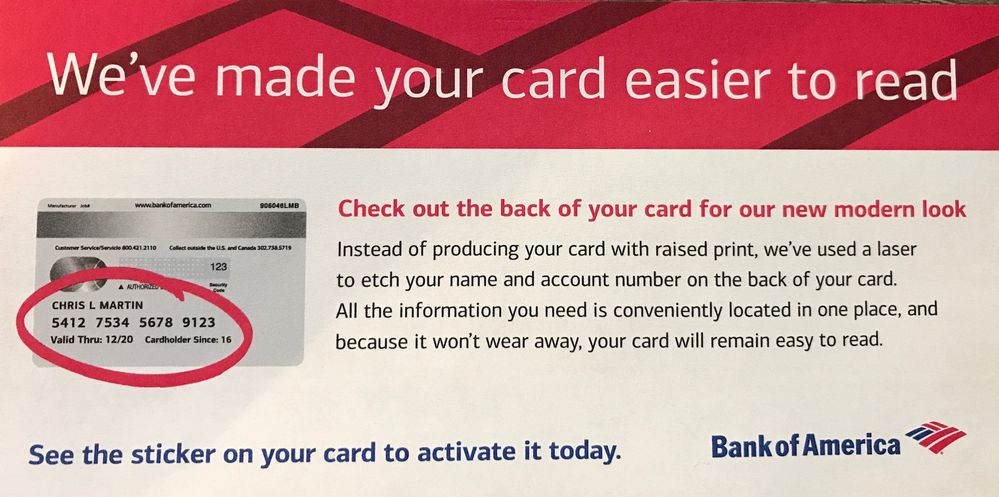 We've made your card easier to read
Manufacturer JobM www.bankofamerica.com 906046LMB
Customer Service/Servicio 800.421.2110 Collect outside the U.S. and Canada 302.738.5719
123
▲ AUTHORIZED Security
Code
CHRIS L MARTIN
5412 7534 5678 9123
Valid Thru: 12/20 Cardholder Since: 16
Check out the back of your card for our new modern look
Instead of producing your card with raised print, we've used a laser
to etch your name and account number on the back of your card.
All the information you need is conveniently located in one place, and
because it won't wear away, your card will remain easy to read.
See the sticker on your card to activate it today.
Bank of America